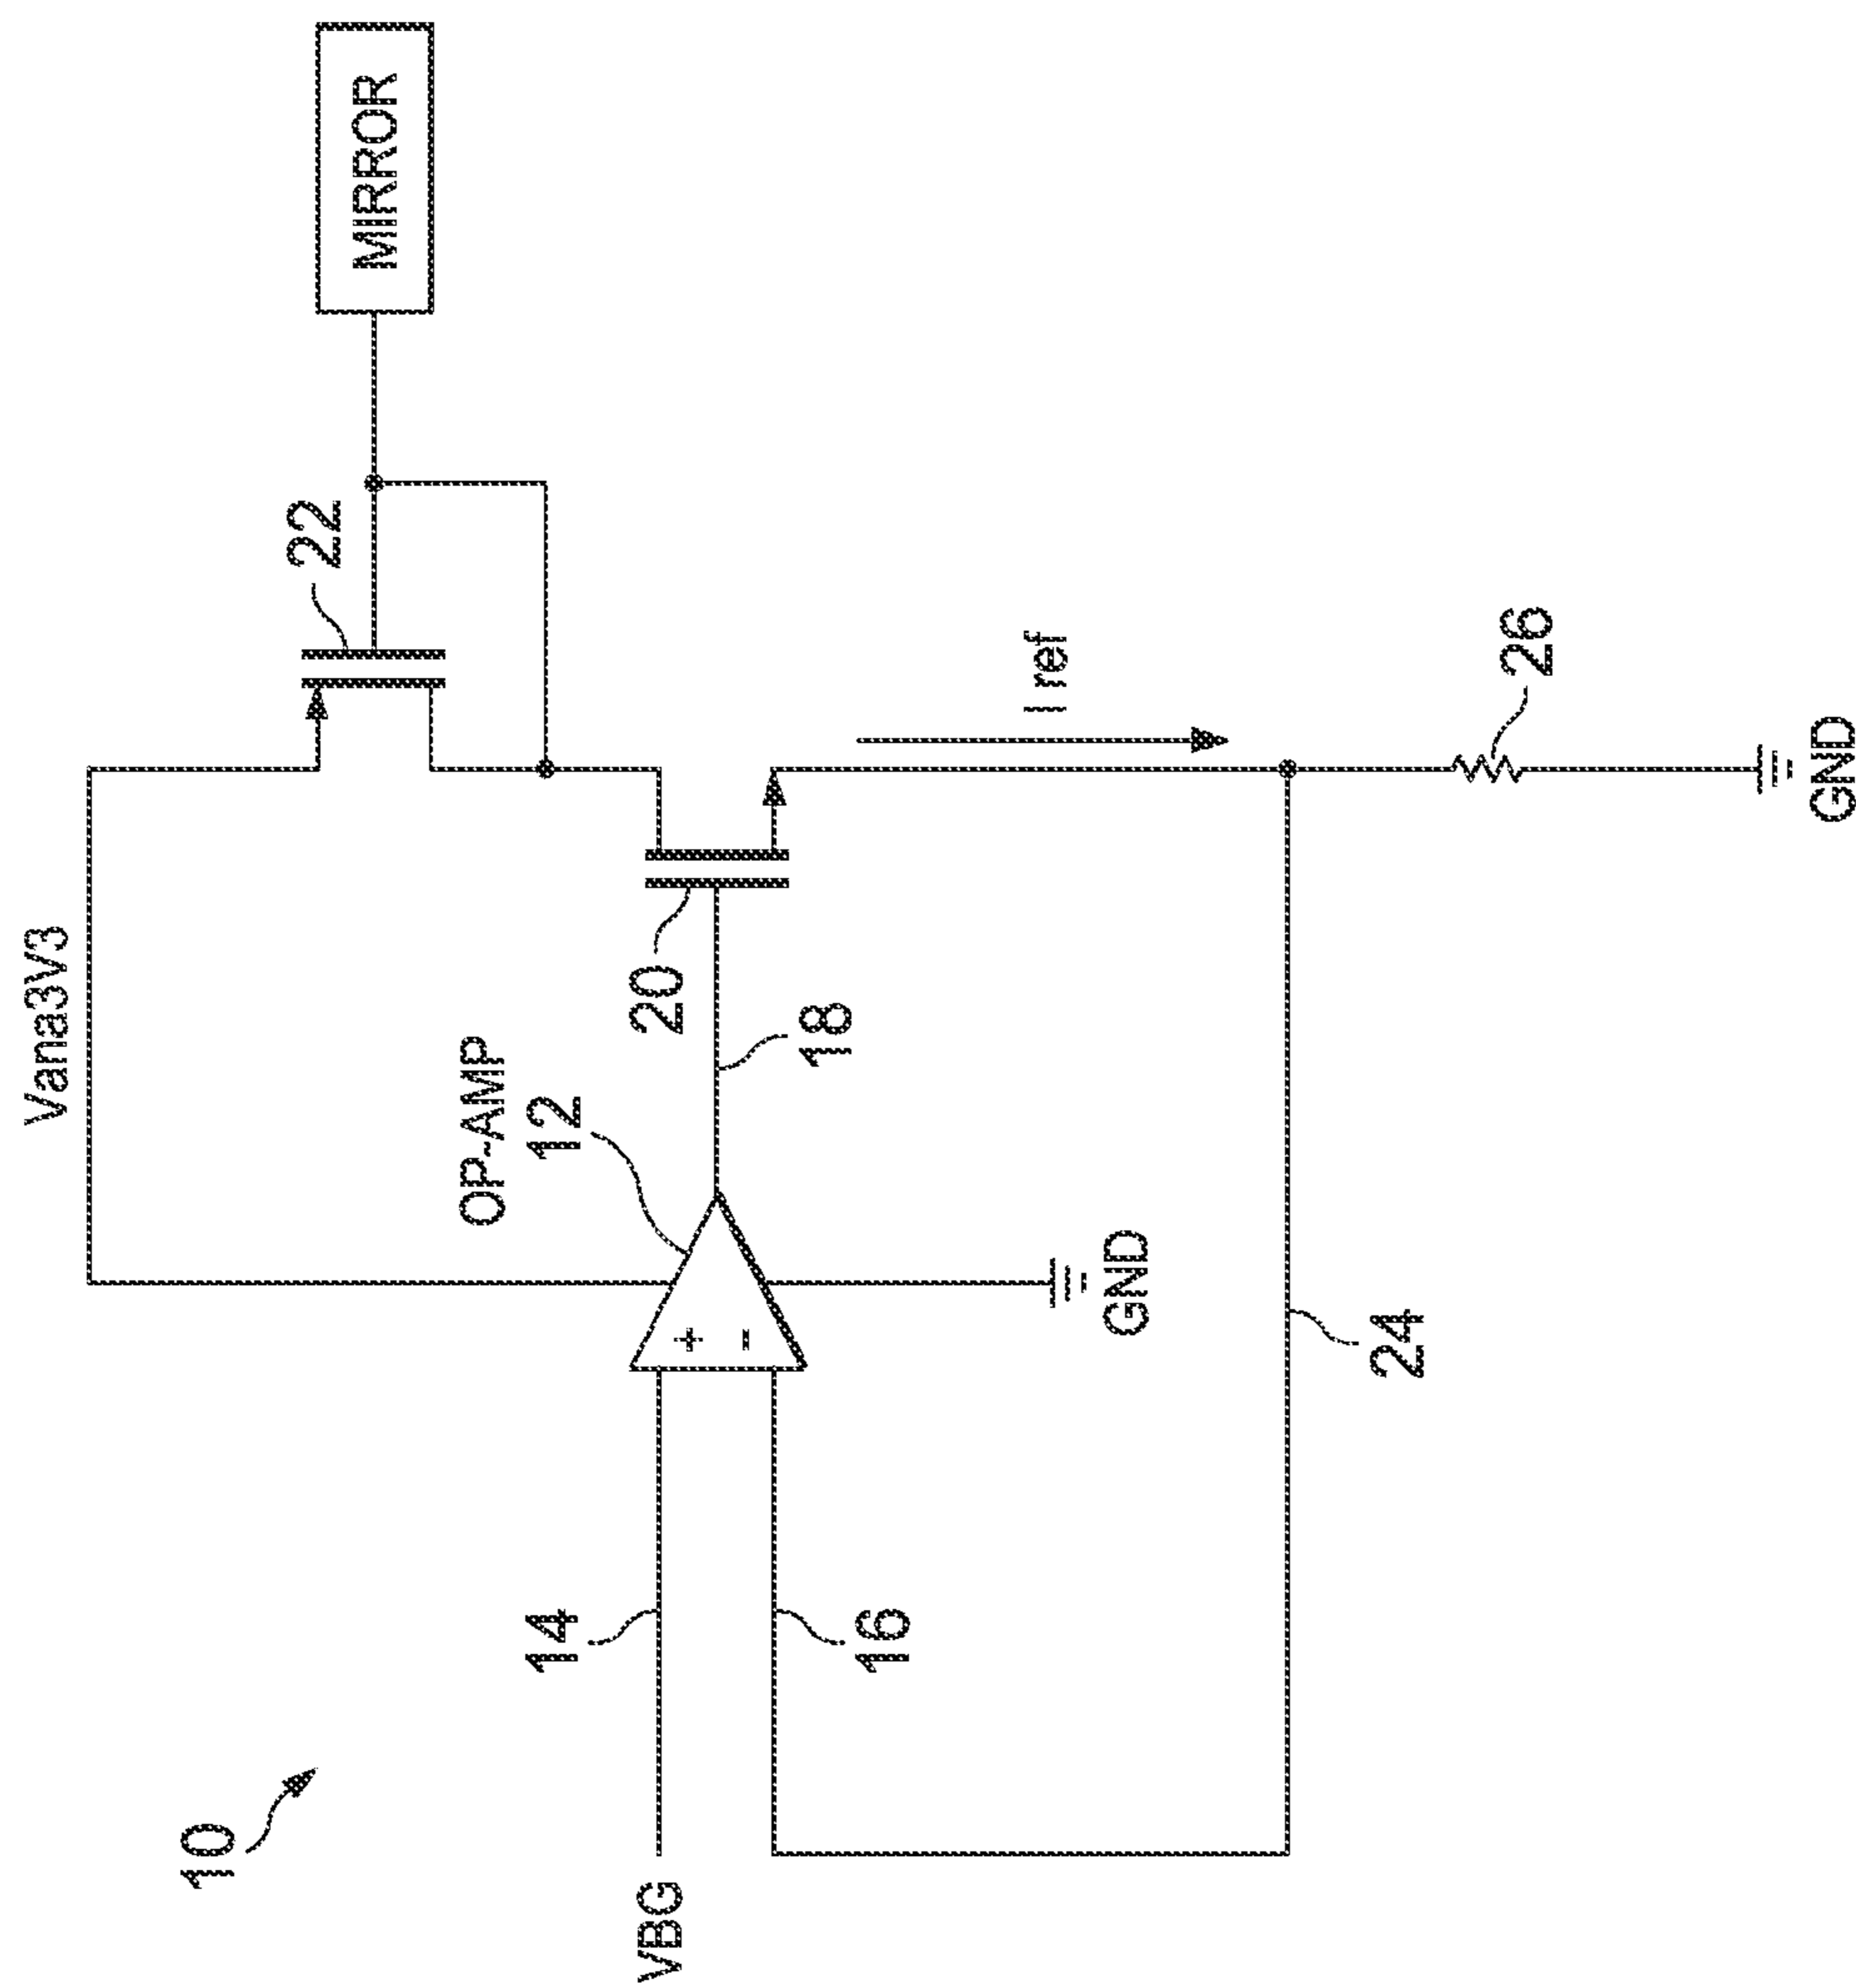 10
Vana3V3
MIRROR
22
OP-AMP
12
20
18
VBG
14
16
+
-
GND
I ref
24
26
GND